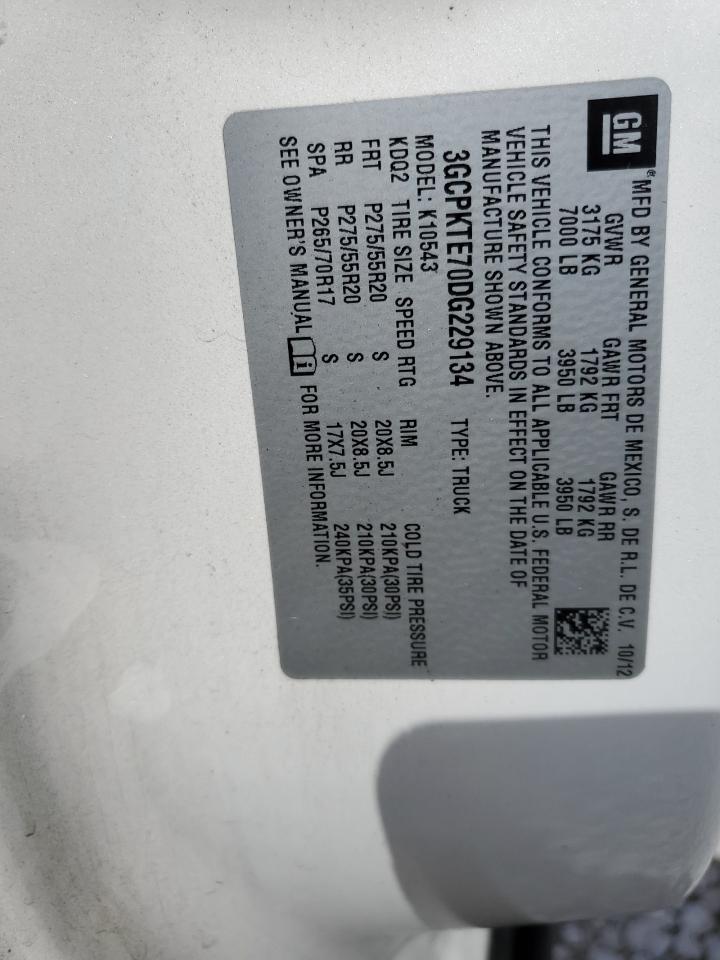 GM
® MFD BY GENERAL MOTORS DE MEXICO, S. DE R.L. DE C.V. 10/12
GVWR GAWR FRT GAWR RR
3175 KG 1792 KG 1792 KG
7000 LB 3950 LB 3950 LB
THIS VEHICLE CONFORMS TO ALL APPLICABLE U.S. FEDERAL MOTOR
VEHICLE SAFETY STANDARDS IN EFFECT ON THE DATE OF
MANUFACTURE SHOWN ABOVE.
3GCPKTE70DG229134 TYPE: TRUCK
MODEL: K10543
KDQ2 TIRE SIZE SPEED RTG RIM COLD TIRE PRESSURE
FRT P275/55R20 S 20X8.5J 210KPA(30PSI)
RR P275/55R20 S 20X8.5J 210KPA(30PSI)
SPA P265/70R17 S 17X7.5J 240KPA(35PSI)
SEE OWNER'S MANUAL i FOR MORE INFORMATION.